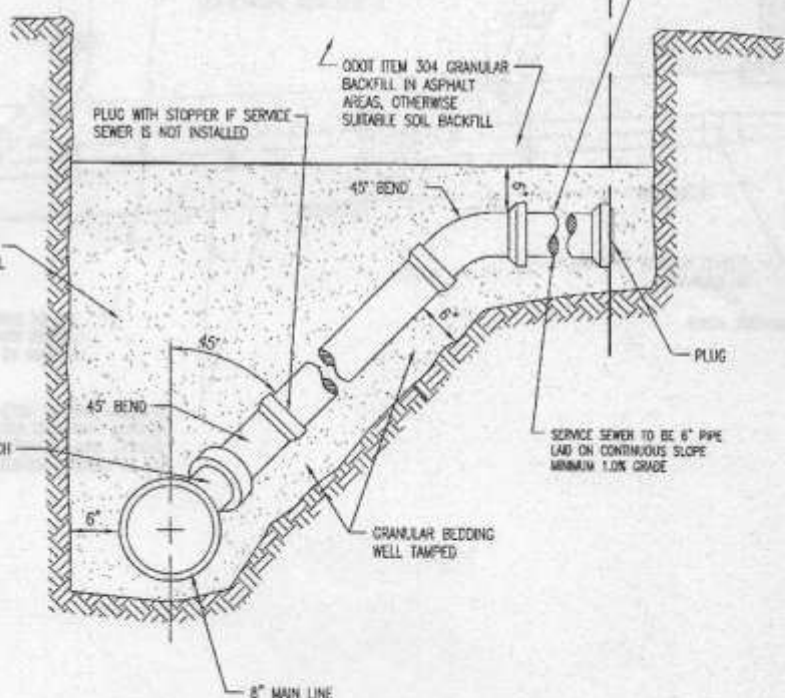 ODOT ITEM 304 GRANULAR
BACKFILL IN ASPHALT
AREAS, OTHERWISE
SUITABLE SOIL BACKFILL
PLUG WITH STOPPER IF SERVICE
SEWER IS NOT INSTALLED
45° BEND
6"
45°
6"
PLUG
45° BEND
SERVICE SEWER TO BE 6" PIPE
LAID ON CONTINUOUS SLOPE
MINIMUM 1.0% GRADE
6"
GRANULAR BEDDING
WELL TAMPED
8" MAIN LINE